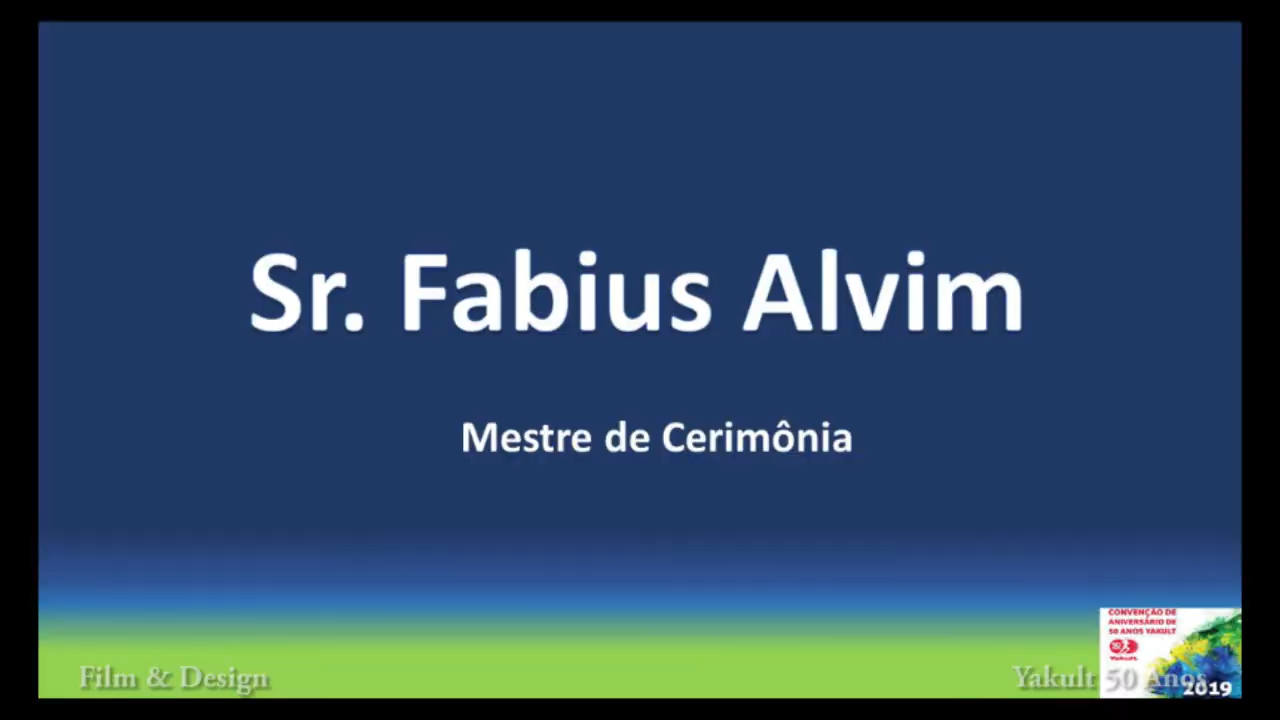 Sr. Fabius Alvim
Mestre de Cerimônia
CONVENÇÃO DE
ANIVERSÁRIO DE
50 ANOS YAKULT
Yakult
2019
Film & Design
Yakult 50 Anos